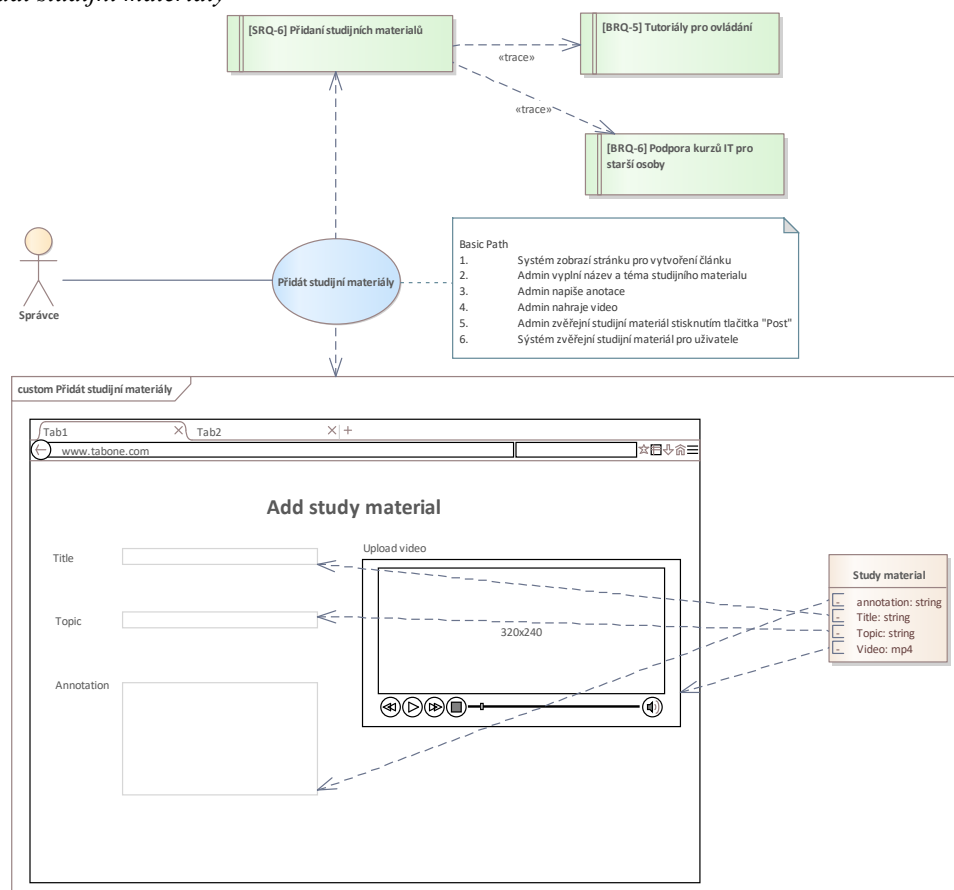 [SRQ-6] Přidaní studijních materialů
[BRQ-5] Tutoriály pro ovládání
«trace»
«trace»
[BRQ-6] Podpora kurzů IT pro
starší osoby
Správce
Přidát studijní materiály
Basic Path
1. Systém zobrazí stránku pro vytvoření článku
2. Admin vyplní název a téma studijního materialu
3. Admin napiše anotace
4. Admin nahraje video
5. Admin zvěřejní studijní materiál stisknutím tlačitka "Post"
6. Sýstém zvěřejní studijní materiál pro uživatele
custom Přidát studijní materiály
Tab1
Tab2
www.tabone.com
Add study material
Title
Upload video
Topic
320x240
Annotation
Study material
- annotation: string
- Title: string
- Topic: string
- Video: mp4